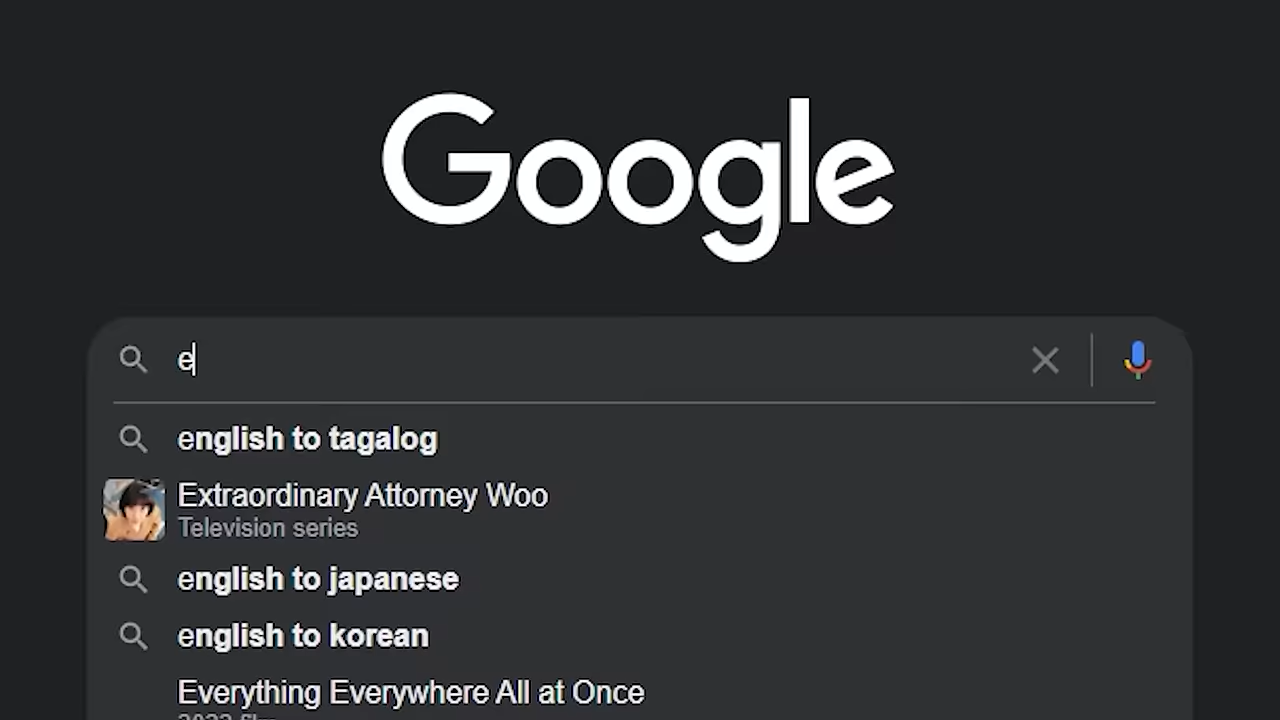 Google
e
english to tagalog
Extraordinary Attorney Woo
Television series
english to japanese
english to korean
Everything Everywhere All at Once